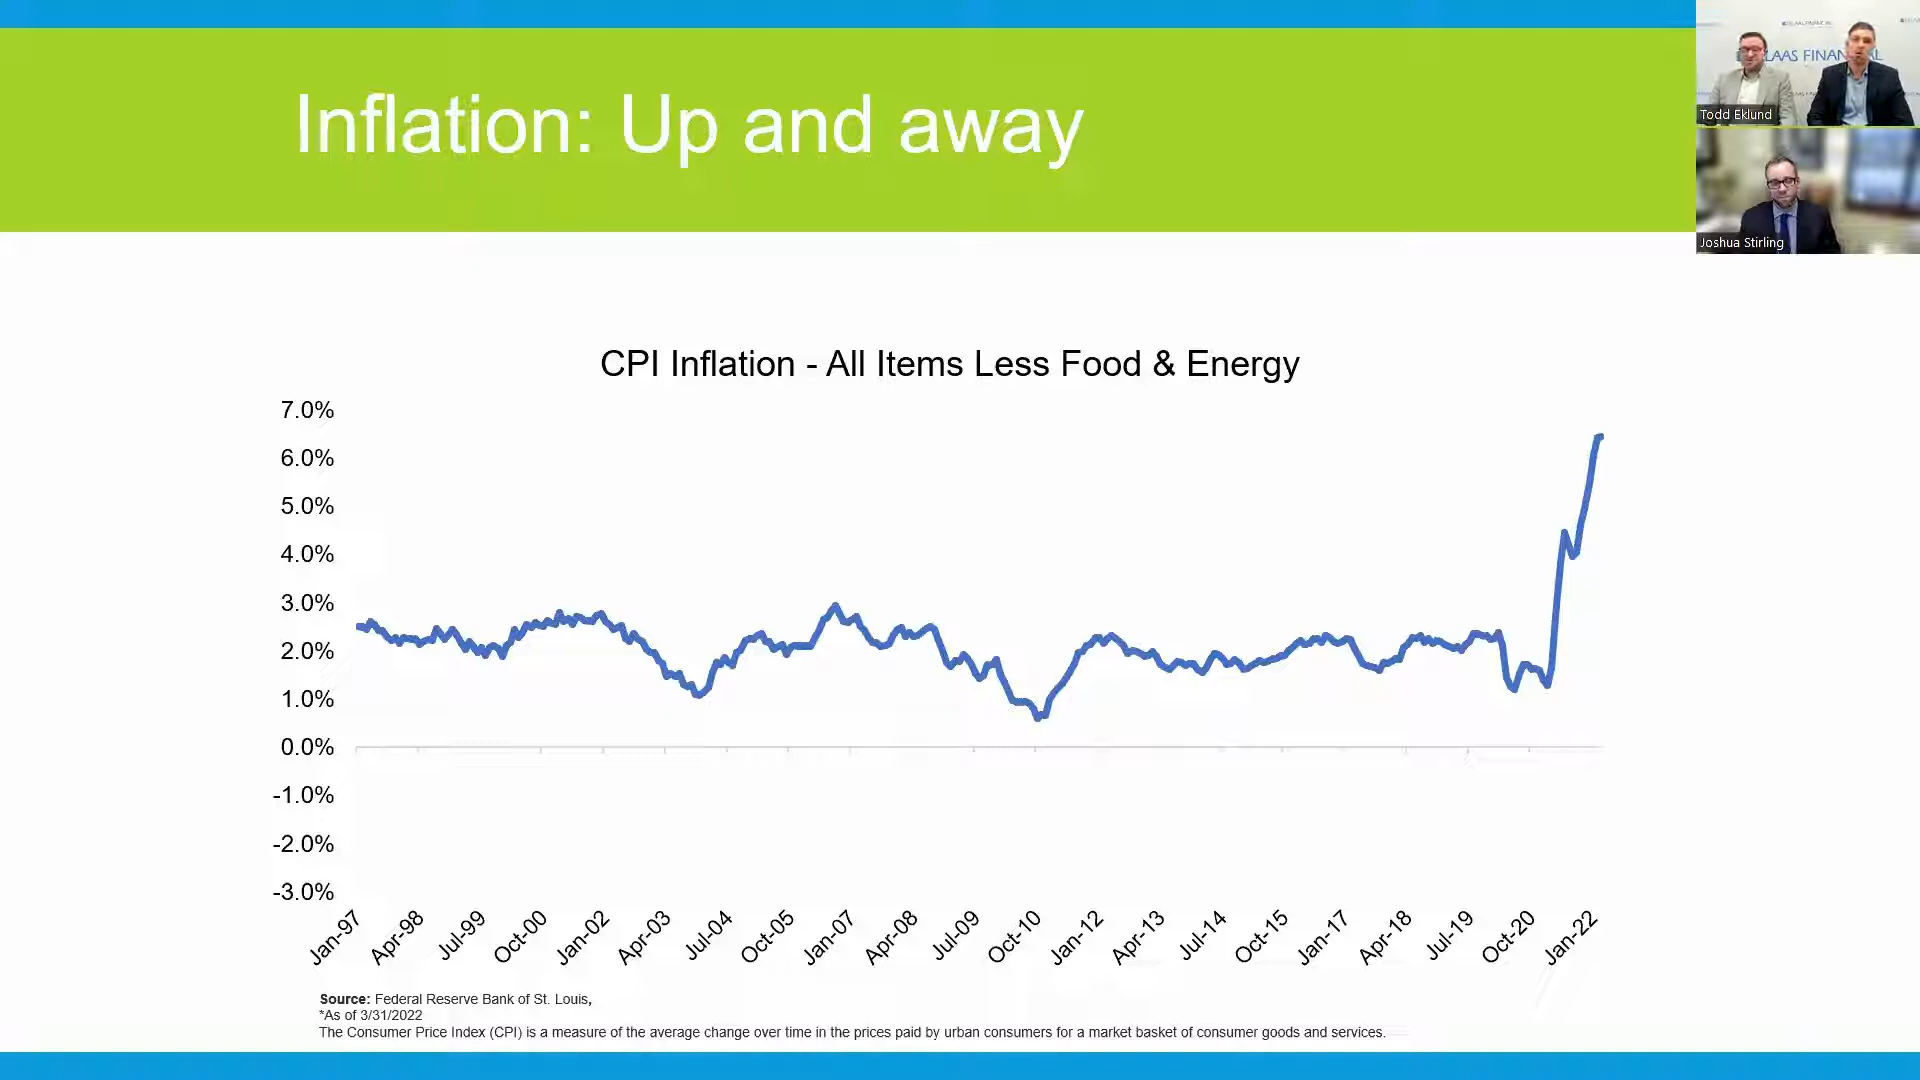 Inflation: Up and away
LAAS FINAN AL
Todd Eklund
Joshua Stirling
CPI Inflation - All Items Less Food & Energy
7.0%
6.0%
5.0%
4.0%
3.0%
2.0%
1.0%
0.0%
-1.0%
-2.0%
-3.0%
Jan-97
Apr-98
Jul-99
Oct-00
Jan-02
Apr-03
Jul-04
Oct-05
Jan-07
Apr-08
Jul-09
Oct-10
Jan-12
Apr-13
Jul-14
Oct-15
Jan-17
Apr-18
Jul-19
Oct-20
Jan-22
Source: Federal Reserve Bank of St. Louis,
*As of 3/31/2022
The Consumer Price Index (CPI) is a measure of the average change over time in the prices paid by urban consumers for a market basket of consumer goods and services.